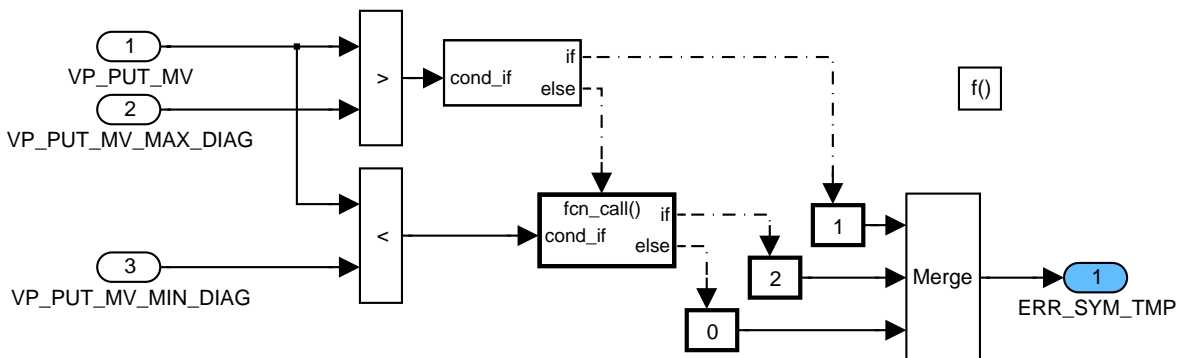 1
VP_PUT_MV
2
VP_PUT_MV_MAX_DIAG
>
cond_if
if
else
f()
3
VP_PUT_MV_MIN_DIAG
<
fcn_call()
cond_if
if
else
1
2
0
Merge
1
ERR_SYM_TMP